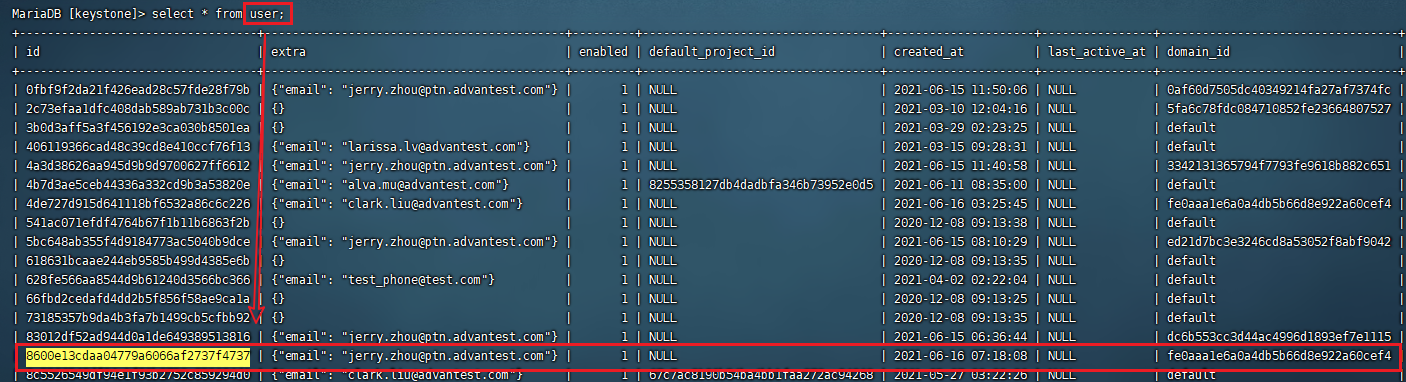 MariaDB [keystone]> select * from user;
| id | extra | enabled | default_project_id | created_at | last_active_at | domain_id |
| 0fbf9f2da21f426ead28c57fde28f79b | {"email": "jerry.zhou@ptn.advantest.com"} | 1 | NULL | 2021-06-15 11:50:06 | NULL | 0af60d7505dc40349214fa27af7374fc |
| 2c73efaa1dfc408dab589ab731b3c00c | {} | 1 | NULL | 2021-03-10 12:04:16 | NULL | 5fa6c78fdc084710852fe23664807527 |
| 3b0d3aff5a3f456192e3ca030b8501ea | {} | 1 | NULL | 2021-03-29 02:23:25 | NULL | default |
| 406119366cad48c39cd8e410ccf76f13 | {"email": "larissa.lv@advantest.com"} | 1 | NULL | 2021-03-15 09:28:31 | NULL | default |
| 4a3d38626aa945d9b9d9700627ff6612 | {"email": "jerry.zhou@ptn.advantest.com"} | 1 | NULL | 2021-06-15 11:40:58 | NULL | 3342131365794f7793fe9618b882c651 |
| 4b7d3ae5ceb44336a332cd9b3a53820e | {"email": "alva.mu@advantest.com"} | 1 | 8255358127db4dadbfa346b73952e0d5 | 2021-06-11 08:35:00 | NULL | default |
| 4de727d915d641118bf6532a86c6c226 | {"email": "clark.liu@advantest.com"} | 1 | NULL | 2021-06-16 03:25:45 | NULL | fe0aaa1e6a0a4db5b66d8e922a60cef4 |
| 541ac071efdf4764b67f1b11b6863f2b | {} | 1 | NULL | 2020-12-08 09:13:38 | NULL | default |
| 5bc648ab355f4d9184773ac5040b9dce | {"email": "jerry.zhou@ptn.advantest.com"} | 1 | NULL | 2021-06-15 08:10:29 | NULL | ed21d7bc3e3246cd8a53052f8abf9042 |
| 618631bcaae244eb9585b499d4385e6b | {} | 1 | NULL | 2020-12-08 09:13:35 | NULL | default |
| 628fe566aa8544d9b61240d3566bc366 | {"email": "test_phone@test.com"} | 1 | NULL | 2021-04-02 02:22:04 | NULL | default |
| 66fbd2cedafd4dd2b5f856f58ae9ca1a | {} | 1 | NULL | 2020-12-08 09:13:25 | NULL | default |
| 73185357b9da4b3fa7b1499cb5cfbb92 | {} | 1 | NULL | 2020-12-08 09:13:35 | NULL | default |
| 83012df52ad944d0a1de649389513816 | {"email": "jerry.zhou@ptn.advantest.com"} | 1 | NULL | 2021-06-15 06:36:44 | NULL | dc6b553cc3d44ac4996d1893ef7e1115 |
| 8600e13cdaa04779a6066af2737f4737 | {"email": "jerry.zhou@ptn.advantest.com"} | 1 | NULL | 2021-06-16 07:18:08 | NULL | fe0aaa1e6a0a4db5b66d8e922a60cef4 |
| 8c5526549df94e1f93b2752c859294d0 | {"email": "clark.liu@advantest.com"} | 1 | 67c7ac8190b54ba4bb1faa272ac94268 | 2021-05-27 03:22:26 | NULL | default |